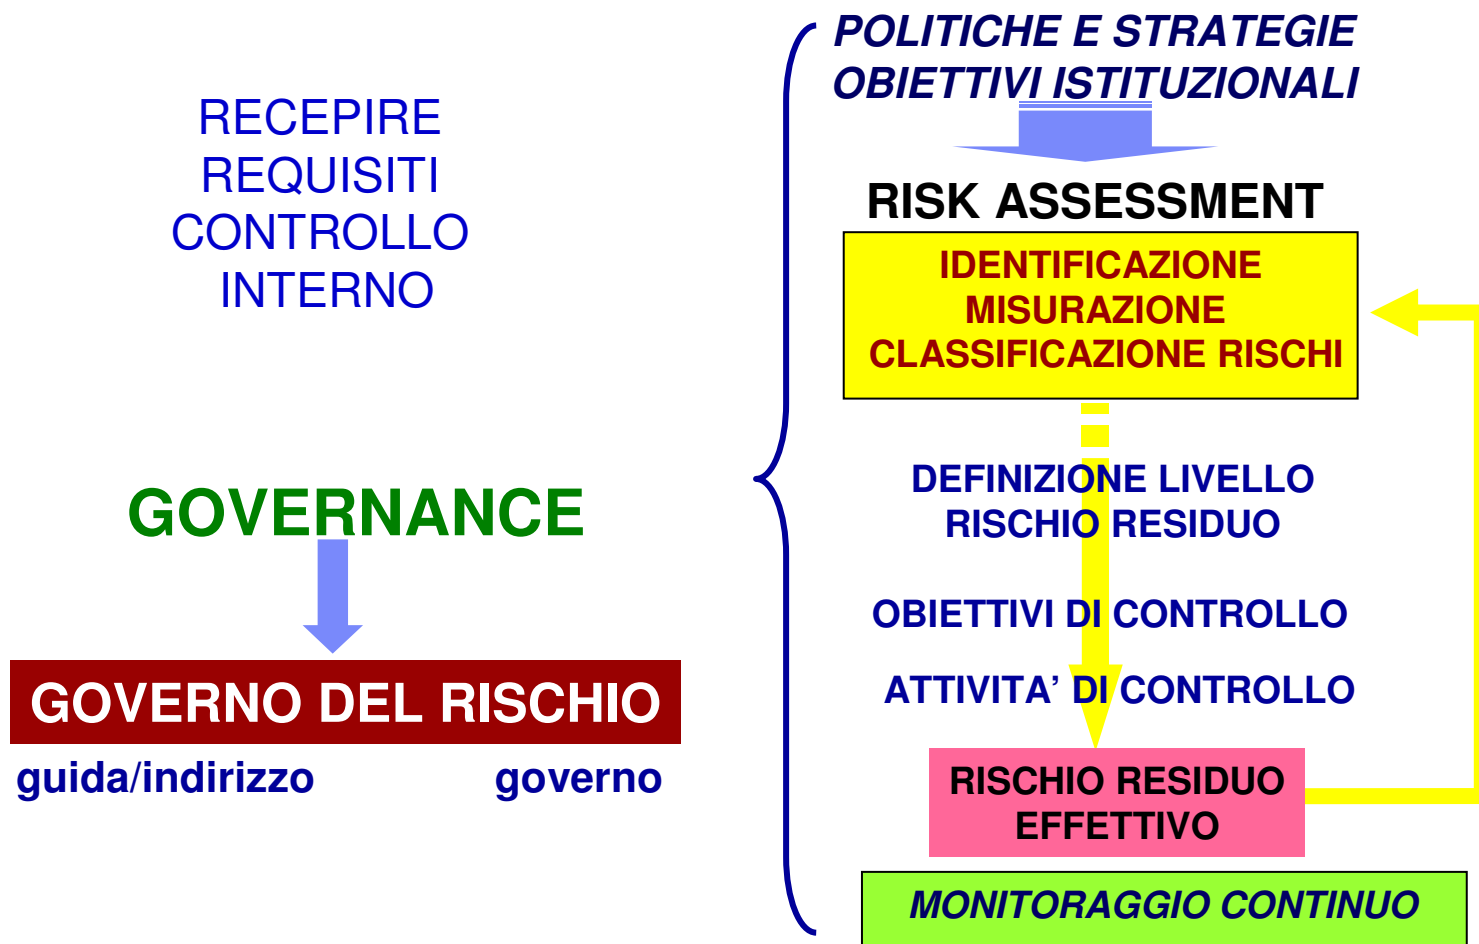 RECEPIRE
REQUISITI
CONTROLLO
INTERNO
GOVERNANCE
GOVERNO DEL RISCHIO
guida/indirizzo governo
POLITICHE E STRATEGIE
OBIETTIVI ISTITUZIONALI
RISK ASSESSMENT
IDENTIFICAZIONE
MISURAZIONE
CLASSIFICAZIONE RISCHI
DEFINIZIONE LIVELLO
RISCHIO RESIDUO
OBIETTIVI DI CONTROLLO
ATTIVITA’ DI CONTROLLO
RISCHIO RESIDUO
EFFETTIVO
MONITORAGGIO CONTINUO